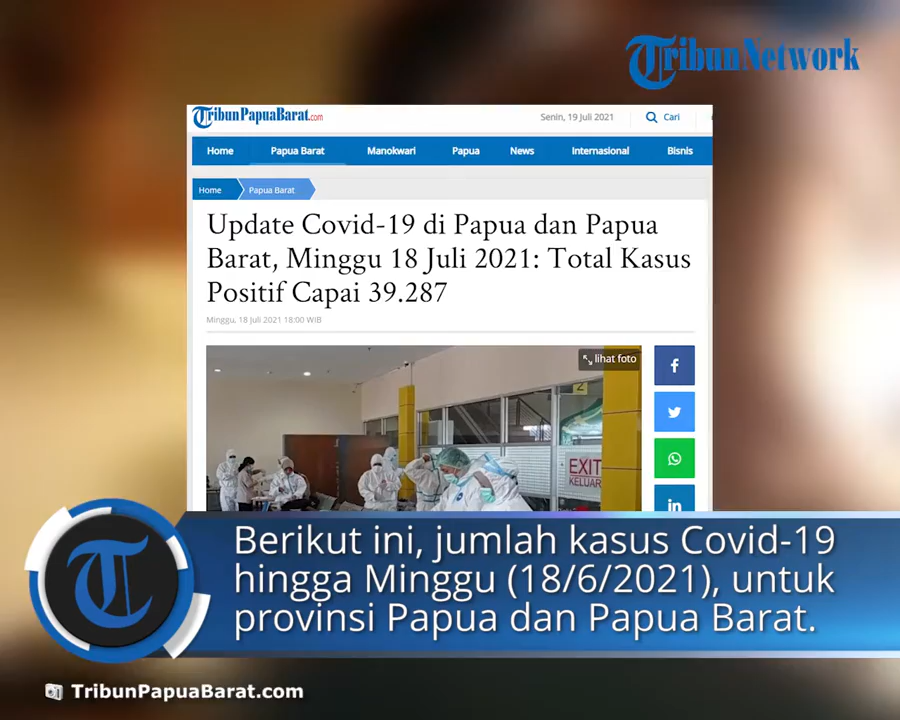 TribunNetwork
TribunPapuaBarat.com
Senin, 19 Juli 2021
Cari
Home Papua Barat Manokwari Papua News Internasional Bisnis
Home Papua Barat
Update Covid-19 di Papua dan Papua
Barat, Minggu 18 Juli 2021: Total Kasus
Positif Capai 39.287
Minggu, 18 Juli 2021 18:00 WIB
lihat foto
2
EXIT
KELUAR
f
in
T
Berikut ini, jumlah kasus Covid-19
hingga Minggu (18/6/2021), untuk
provinsi Papua dan Papua Barat.
TribunPapuaBarat.com